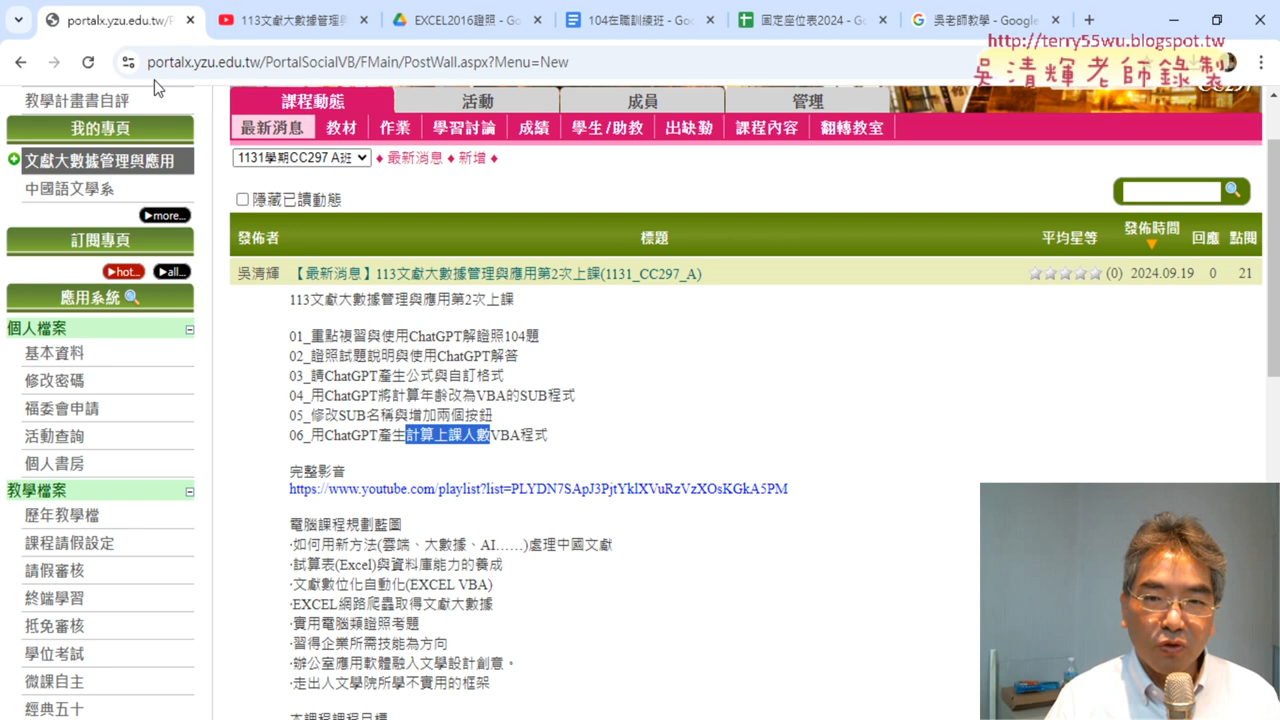 portalx.yzu.edu.tw/P
113文獻大數據管理與
EXCEL2016證照 - Go
104在職訓練班 - Goo
固定座位表2024 - Go
吳老師教學 - Google
http://terry55wu.blogspot.tw
portalx.yzu.edu.tw/PortalSocialVB/FMain/PostWall.aspx?Menu=New
吳清輝老師錄製
CC297
教學計畫書自評
課程動態
活動
成員
管理
我的專頁
最新消息
教材
作業
學習討論
成績
學生/助教
出缺勤
課程內容
翻轉教室
文獻大數據管理與應用
1131學期CC297 A班
♦ 最新消息 ♦ 新增 ♦
中國語文學系
隱藏已讀動態
▶more...
訂閱專頁
發佈者
標題
平均星等
發佈時間
回應
點閱
▶hot...
▶all...
吳清輝
【最新消息】113文獻大數據管理與應用第2次上課(1131_CC297_A)
(0)
2024.09.19
0
21
應用系統
113文獻大數據管理與應用第2次上課
個人檔案
01_重點複習與使用ChatGPT解證照104題
基本資料
02_證照試題說明與使用ChatGPT解答
03_請ChatGPT產生公式與自訂格式
修改密碼
04_用ChatGPT將計算年齡改為VBA的SUB程式
福委會申請
05_修改SUB名稱與增加兩個按鈕
活動查詢
06_用ChatGPT產生計算上課人數VBA程式
個人書房
完整影音
教學檔案
https://www.youtube.com/playlist?list=PLYDN7SApJ3PjtYklXVuRzVzXOsKGkA5PM
歷年教學檔
電腦課程規劃藍圖
課程請假設定
·如何用新方法(雲端、大數據、AI……)處理中國文獻
·試算表(Excel)與資料庫能力的養成
請假審核
·文獻數位化自動化(EXCEL VBA)
終端學習
·EXCEL網路爬蟲取得文獻大數據
抵免審核
·實用電腦類證照考題
·習得企業所需技能為方向
學位考試
·辦公室應用軟體融入文學設計創意。
微課自主
·走出人文學院所學不實用的框架
經典五十
本課程課程目標